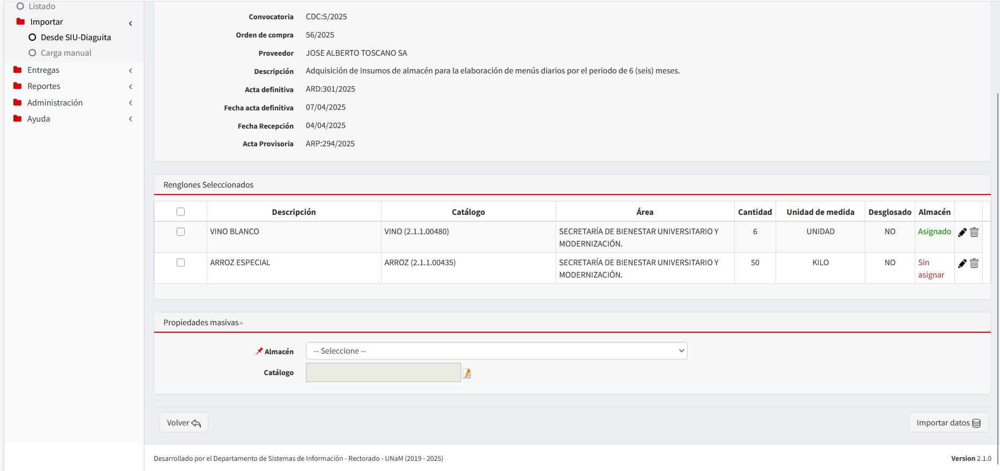 Listado
Importar
Desde SIU-Diaguita
Carga manual
Entregas
Reportes
Administración
Ayuda
Convocatoria CDC:5/2025
Orden de compra 56/2025
Proveedor JOSE ALBERTO TOSCANO SA
Descripción Adquisición de Insumos de almacén para la elaboración de menús diarios por el periodo de 6 (seis) meses.
Acta definitiva ARD:301/2025
Fecha acta definitiva 07/04/2025
Fecha Recepción 04/04/2025
Acta Provisoria ARP:294/2025
Renglones Seleccionados
Descripción Catálogo Área Cantidad Unidad de medida Desglosado Almacén
VINO BLANCO VINO (2.1.1.00480) SECRETARÍA DE BIENESTAR UNIVERSITARIO Y 6 UNIDAD NO Asignado
MODERNIZACIÓN.
ARROZ ESPECIAL ARROZ (2.1.1.00435) SECRETARÍA DE BIENESTAR UNIVERSITARIO Y 50 KILO NO Sin
MODERNIZACIÓN. asignar
Propiedades masivas
Almacén -- Seleccione --
Catálogo
Volver Importar datos
Desarrollado por el Departamento de Sistemas de Información - Rectorado - UNaM (2019 - 2025) Version 2.1.0